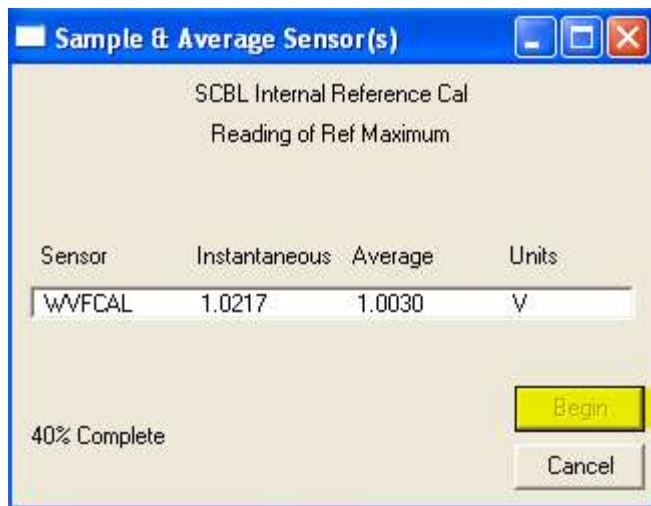 Sample & Average Sensor(s)
SCBL Internal Reference Cal
Reading of Ref Maximum
Sensor Instantaneous Average Units
WVFCAL 1.0217 1.0030 V
Begin
40% Complete
Cancel